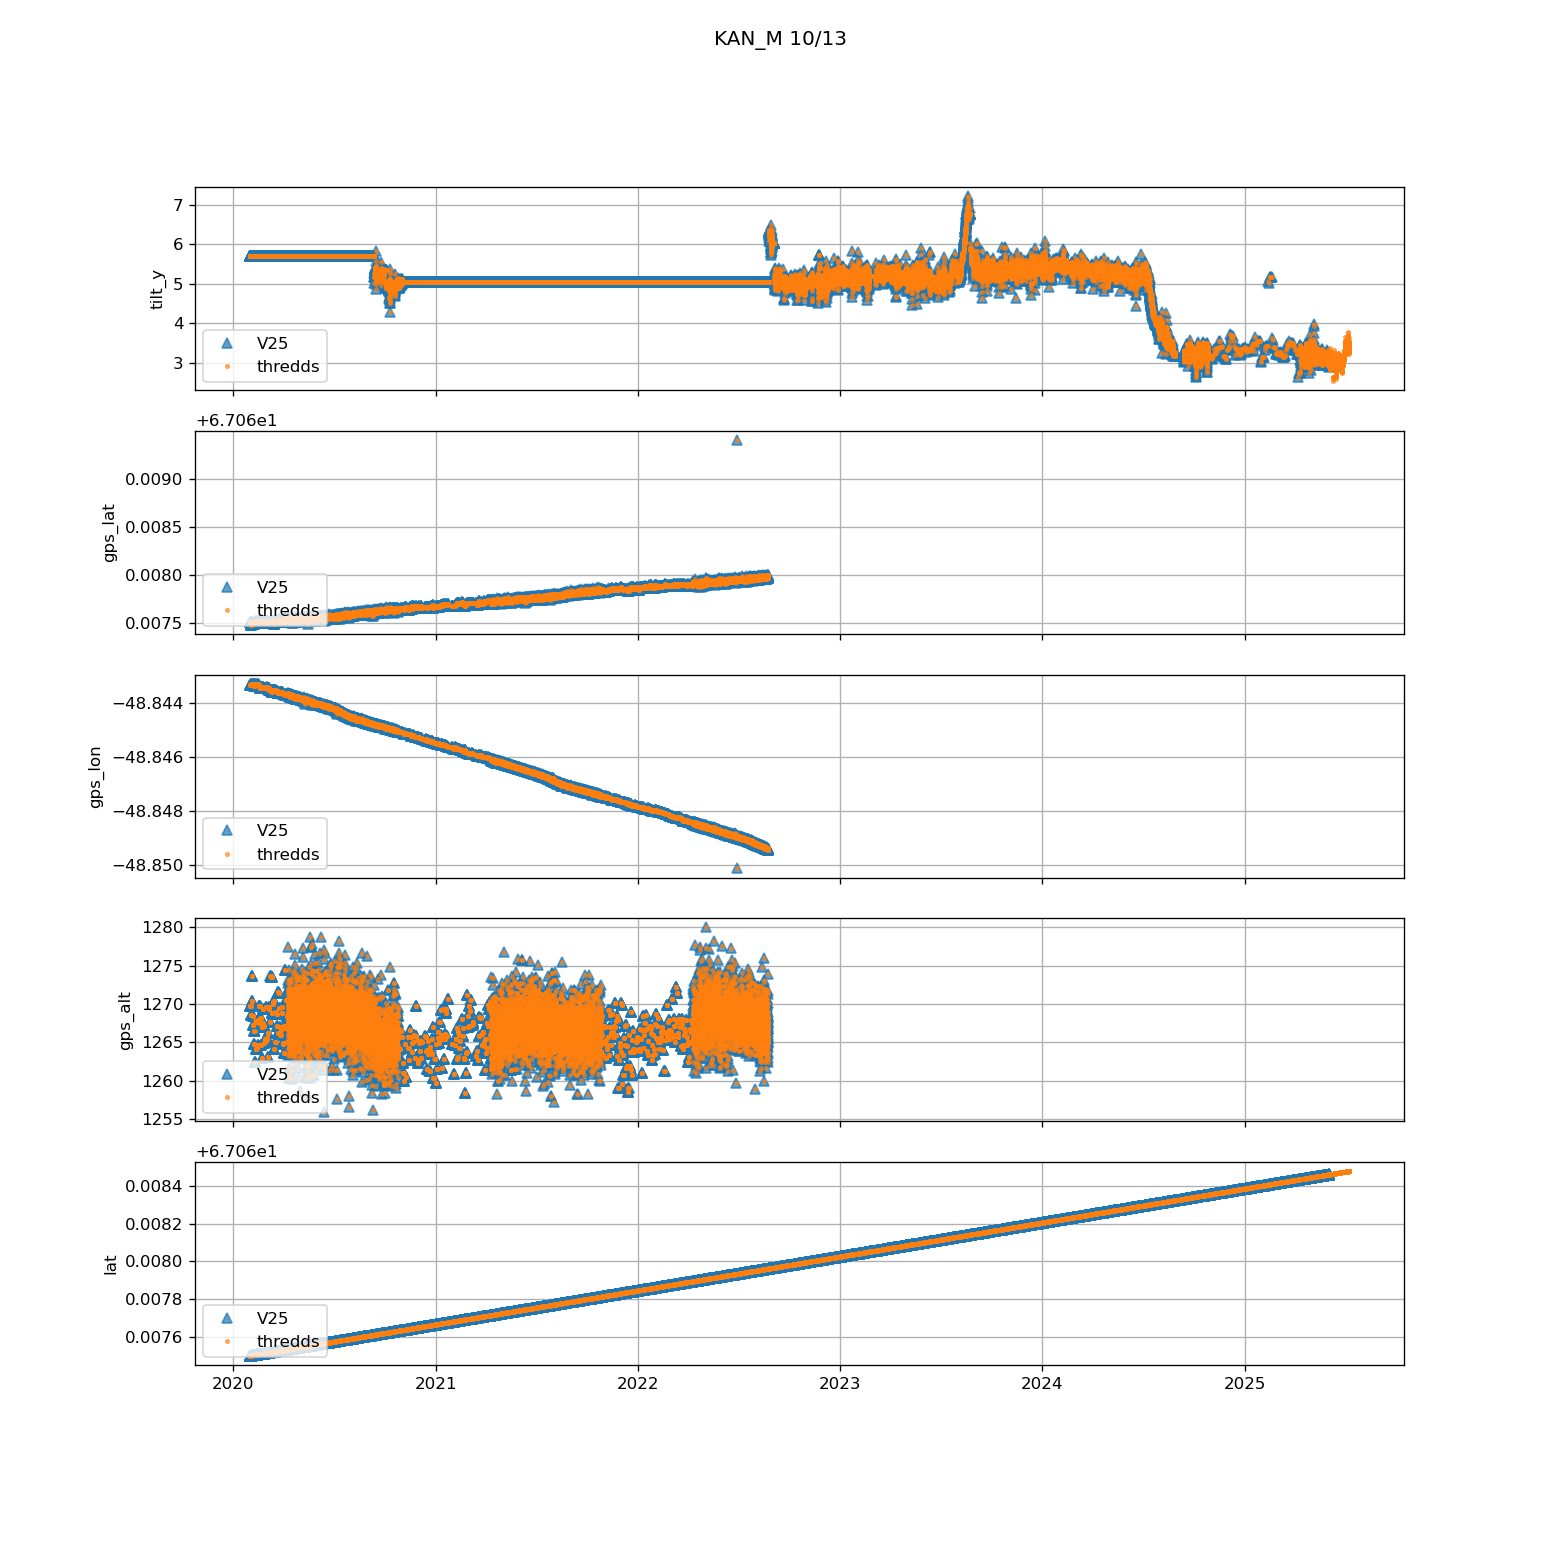 KAN_M 10/13
7
6
5
4
3
tilt_y
V25
thredds
+6.706e1
0.0090
0.0085
0.0080
0.0075
gps_lat
V25
thredds
−48.844
−48.846
−48.848
−48.850
gps_lon
V25
thredds
1280
1275
1270
1265
1260
1255
gps_alt
V25
thredds
+6.706e1
0.0084
0.0082
0.0080
0.0078
0.0076
lat
V25
thredds
2020 2021 2022 2023 2024 2025